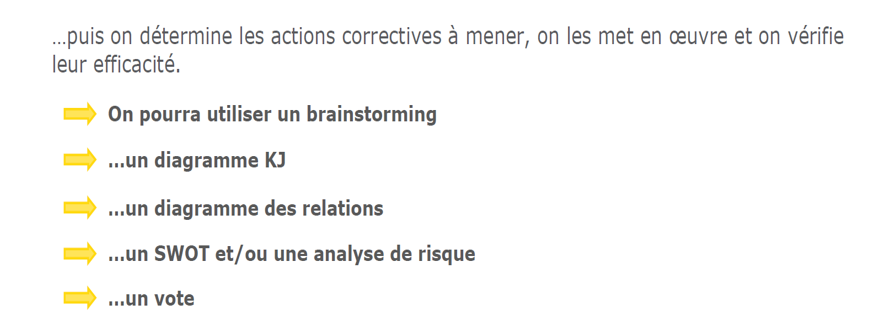 ...puis on détermine les actions correctives à mener, on les met en œuvre et on vérifie
leur efficacité.
On pourra utiliser un brainstorming
...un diagramme KJ
...un diagramme des relations
...un SWOT et/ou une analyse de risque
...un vote